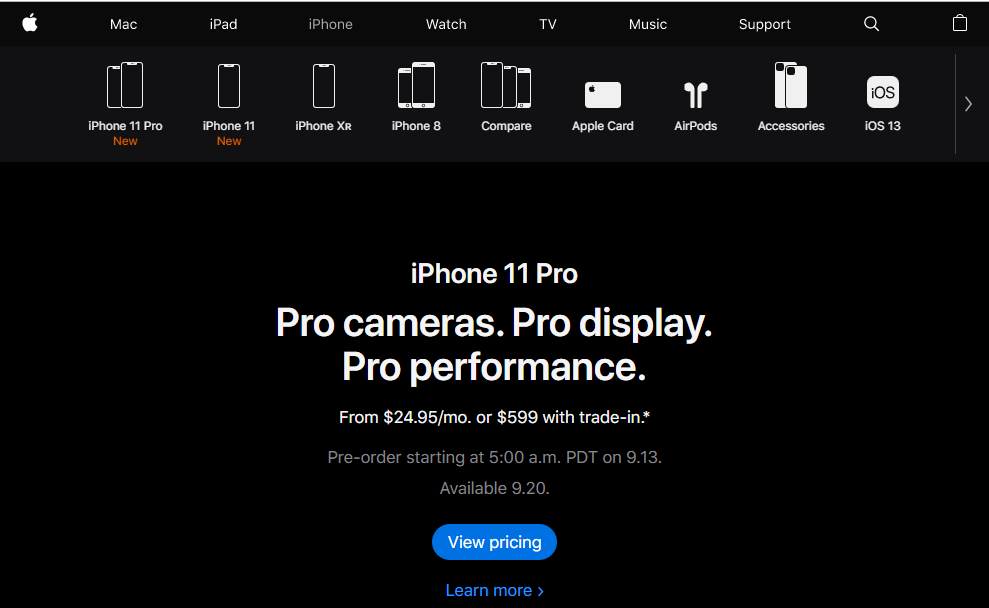 Mac iPad iPhone Watch TV Music Support
iOS
iPhone 11 Pro iPhone 11 iPhone XR iPhone 8 Compare Apple Card AirPods Accessories iOS 13
New New
iPhone 11 Pro
Pro cameras. Pro display.
Pro performance.
From $24.95/mo. or $599 with trade-in.*
Pre-order starting at 5:00 a.m. PDT on 9.13.
Available 9.20.
View pricing
Learn more ›